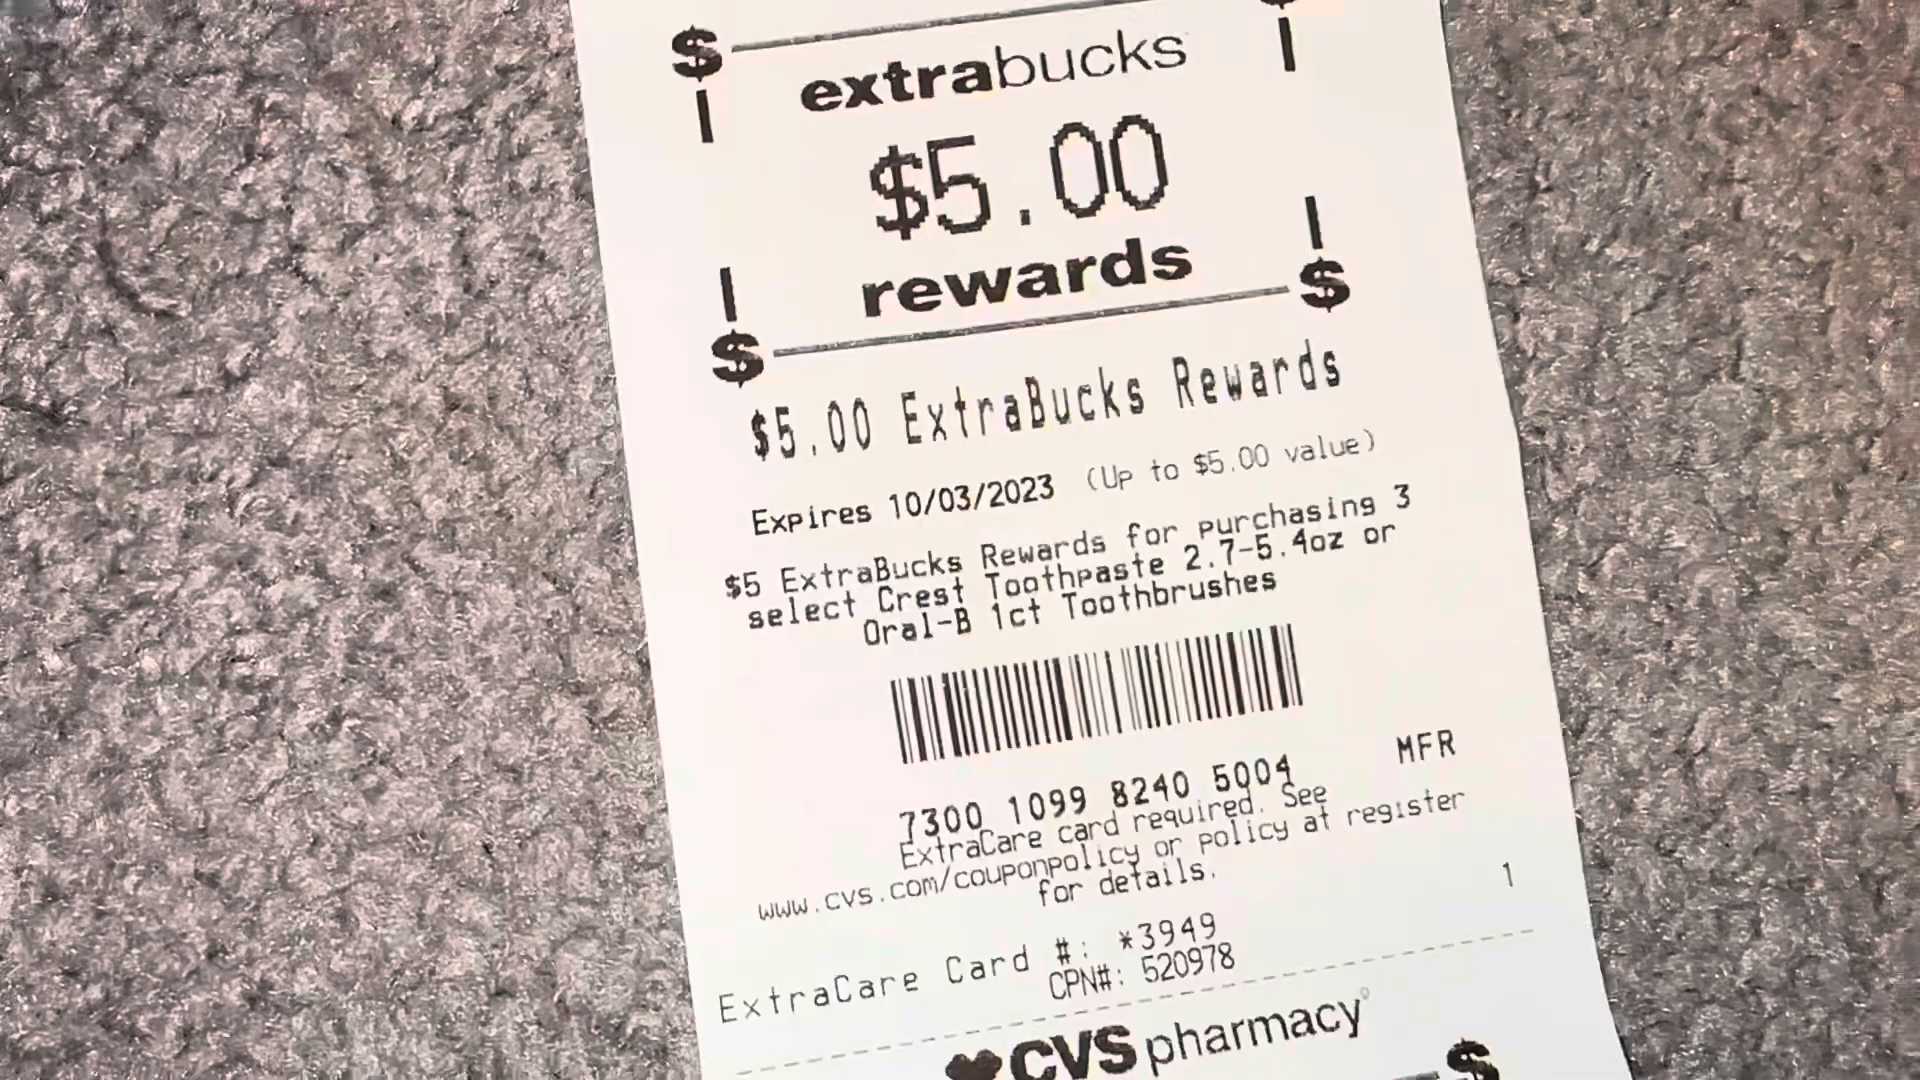 extrabucks
$5.00
rewards
$5.00 ExtraBucks Rewards
Expires 10/03/2023 (Up to $5.00 value)
$5 ExtraBucks Rewards for purchasing 3
select Crest Toothpaste 2.7-5.4oz or
Oral-B 1ct Toothbrushes
7300 1099 8240 5004 MFR
ExtraCare card required. See
www.cvs.com/couponpolicy or policy at register
for details.
1
ExtraCare Card #: *3949
CPN#: 520978
CVS pharmacy